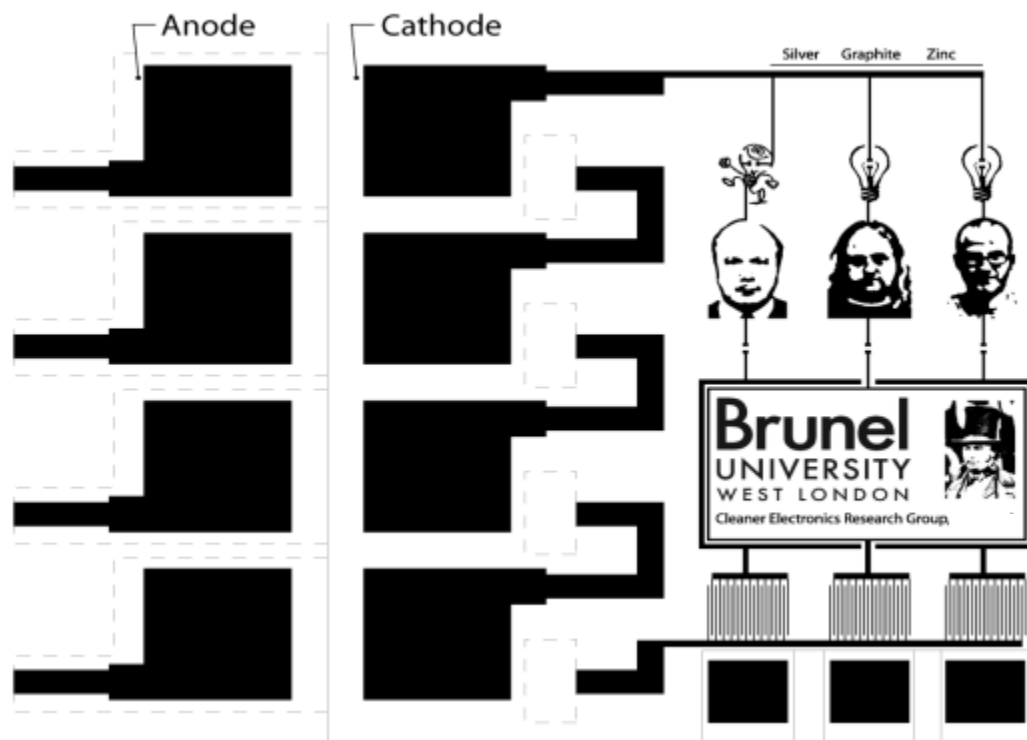 Anode
Cathode
Silver Graphite Zinc
Brunel
UNIVERSITY
WEST LONDON
Cleaner Electronics Research Group,